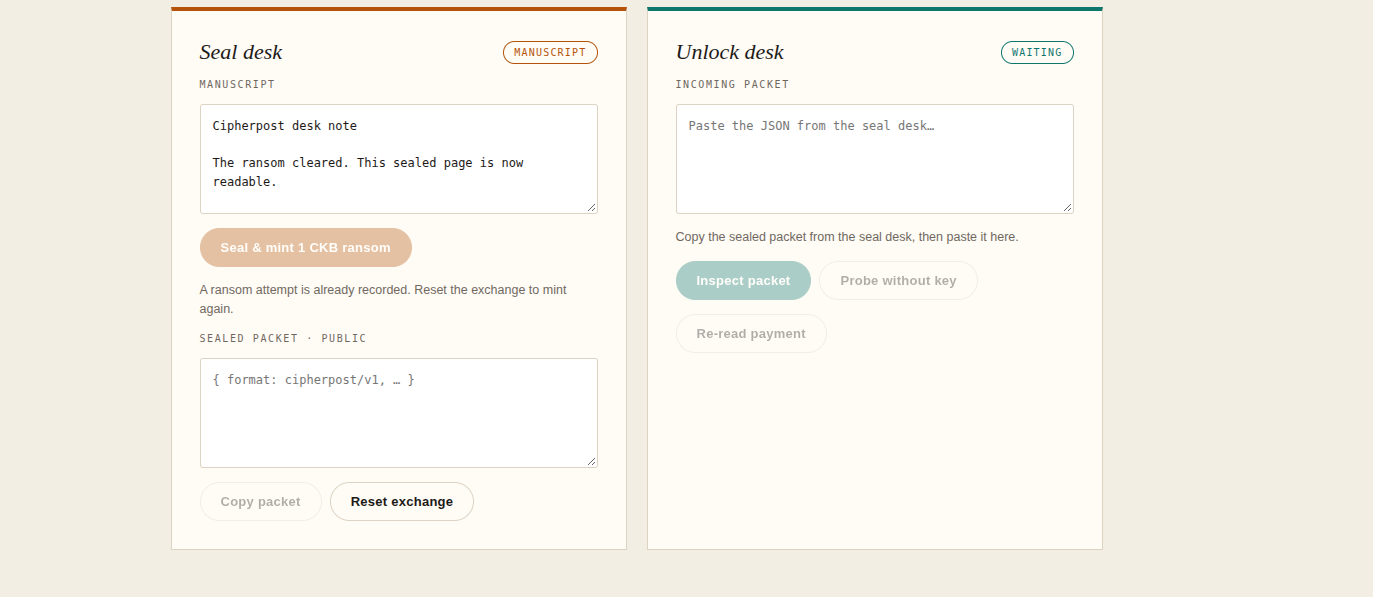 Seal desk
MANUSCRIPT
MANUSCRIPT
Cipherpost desk note
The ransom cleared. This sealed page is now
readable.
Seal & mint 1 CKB ransom
A ransom attempt is already recorded. Reset the exchange to mint
again.
SEALED PACKET · PUBLIC
{ format: cipherpost/v1, … }
Copy packet
Reset exchange
Unlock desk
WAITING
INCOMING PACKET
Paste the JSON from the seal desk…
Copy the sealed packet from the seal desk, then paste it here.
Inspect packet
Probe without key
Re-read payment